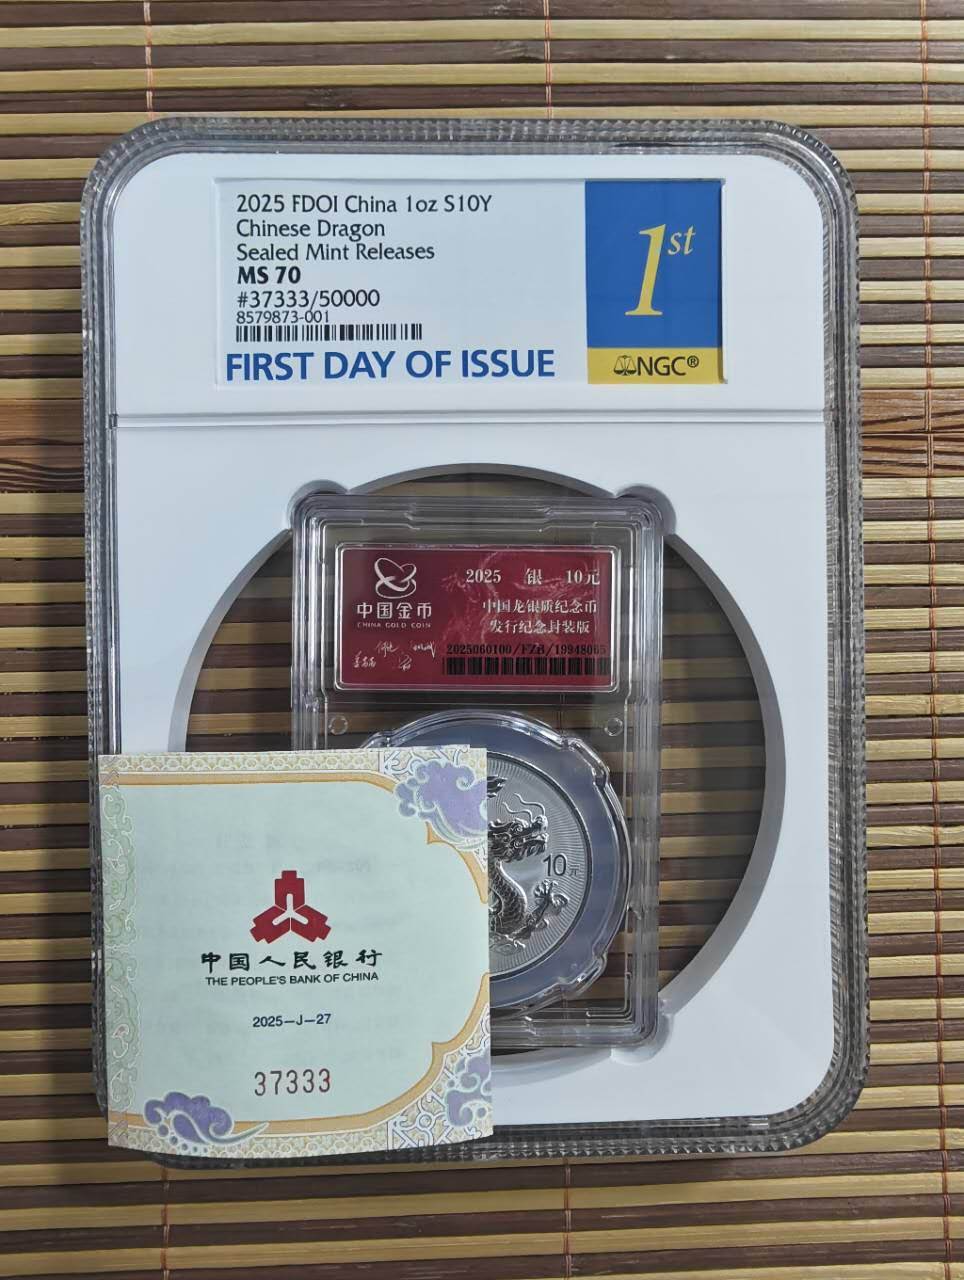 2025 FDOI China 1oz S10Y
Chinese Dragon
Sealed Mint Releases
MS 70
#37333/50000
8579873-001
FIRST DAY OF ISSUE
1st
NGC®
中国金币
CHINA GOLD COIN
2025 银 10元
中国龙银质纪念币
发行纪念封装版
2025060100/FZB/19948065
10元
中国人民银行
THE PEOPLE'S BANK OF CHINA
2025-J-27
37333